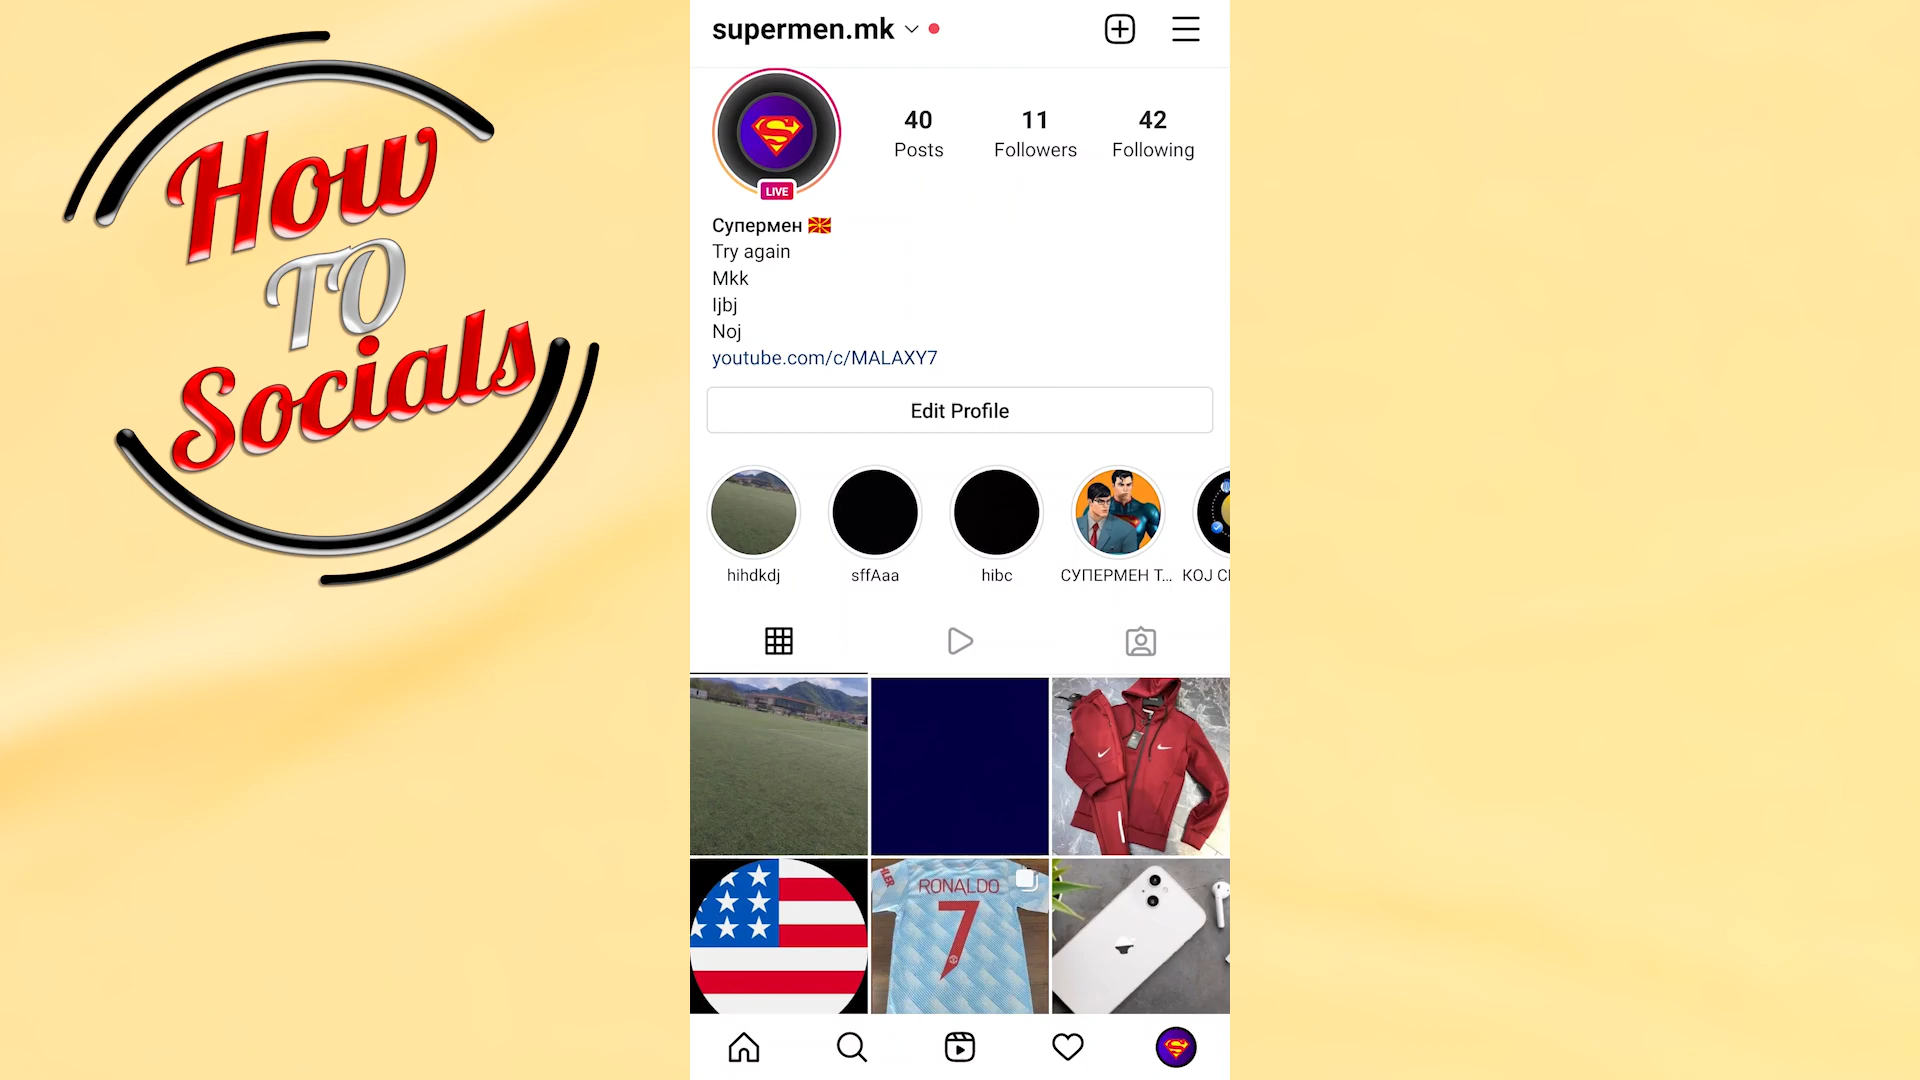 How
TO
Socials
supermen.mk
40
Posts
11
Followers
42
Following
LIVE
Супермен
Try again
Mkk
Ijbj
Noj
youtube.com/c/MALAXY7
Edit Profile
hihdkdj
sffAaa
hibc
СУПЕРМЕН Т...
КОЈ
RONALDO
7